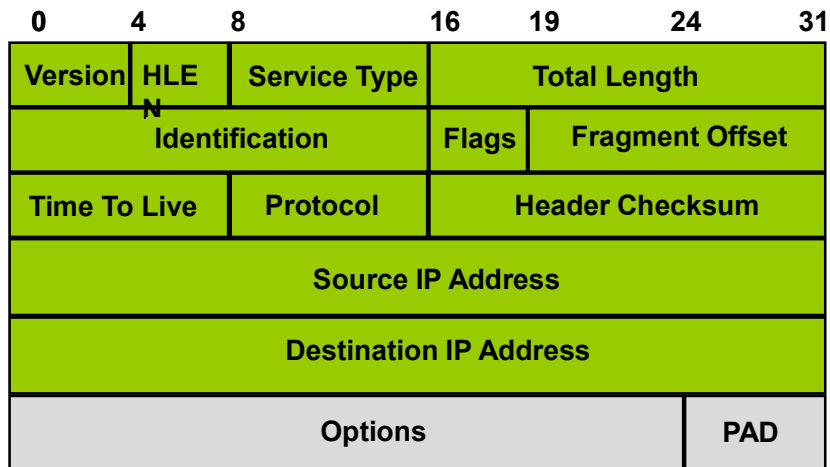 0 4 8 16 19 24 31
Version HLE Service Type Total Length
N
Identification Flags Fragment Offset
Time To Live Protocol Header Checksum
Source IP Address
Destination IP Address
Options PAD